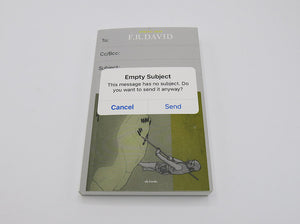 F.R.DAVID
To:
Cc/Bcc:
Subject:
Empty Subject
This message has no subject. Do
you want to send it anyway?
Cancel Send